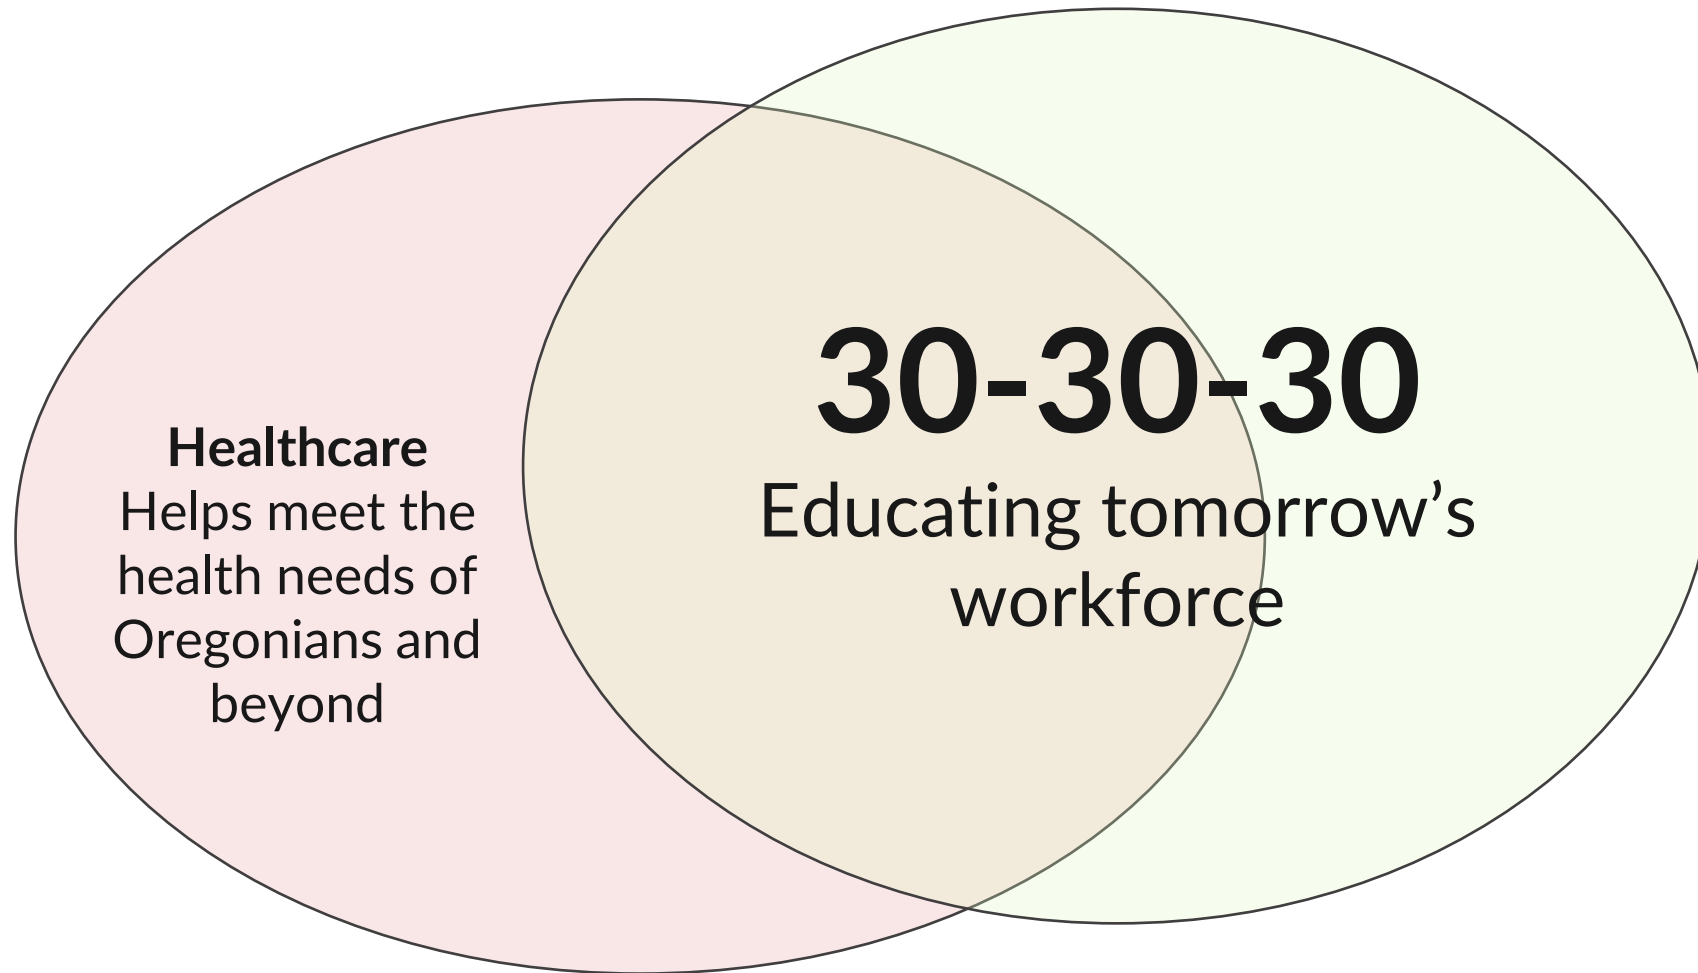 Healthcare
Helps meet the
health needs of
Oregonians and
beyond
30-30-30
Educating tomorrow’s
workforce